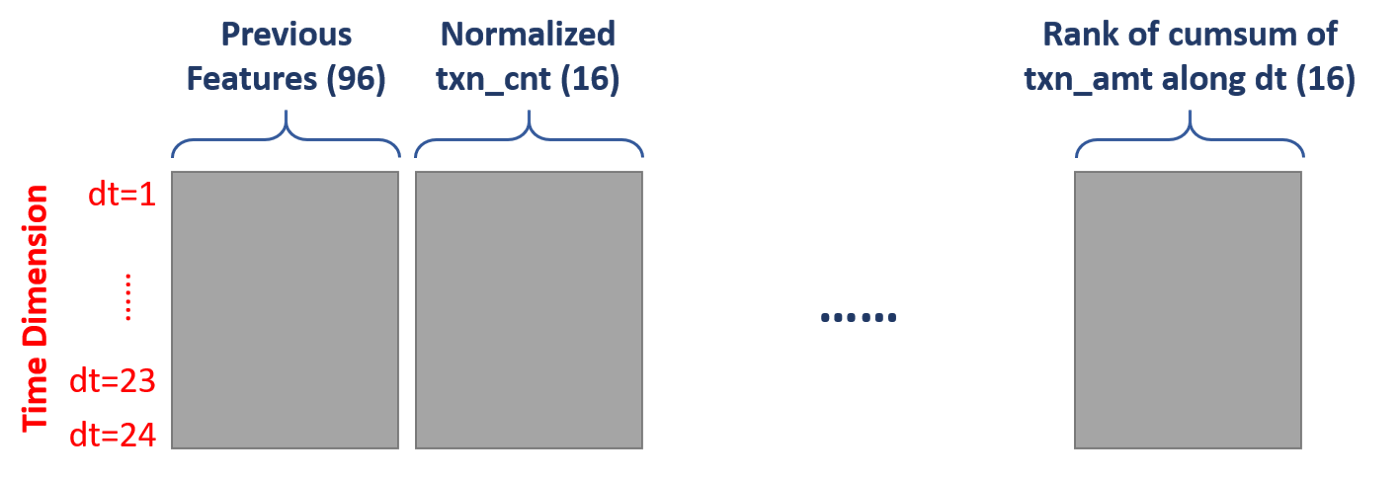 Previous
Features (96)
Normalized
txn_cnt (16)
Rank of cumsum of
txn_amt along dt (16)
Time Dimension
dt=1
......
dt=23
dt=24
......